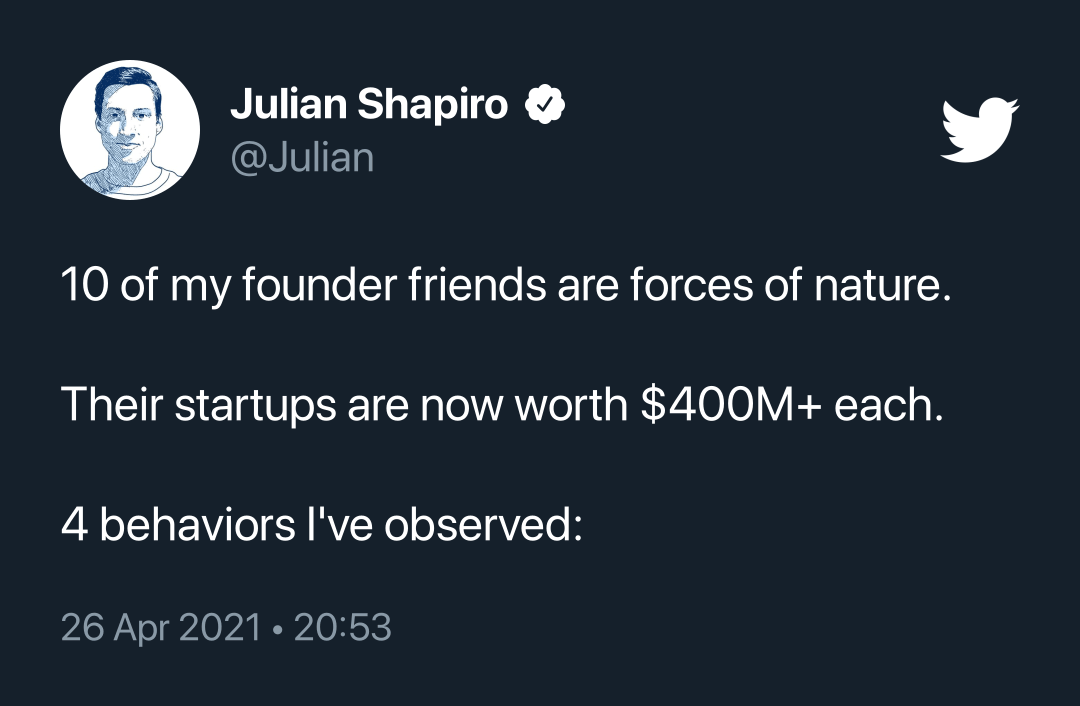 Julian Shapiro
@Julian
10 of my founder friends are forces of nature.
Their startups are now worth $400M+ each.
4 behaviors I've observed:
26 Apr 2021 • 20:53